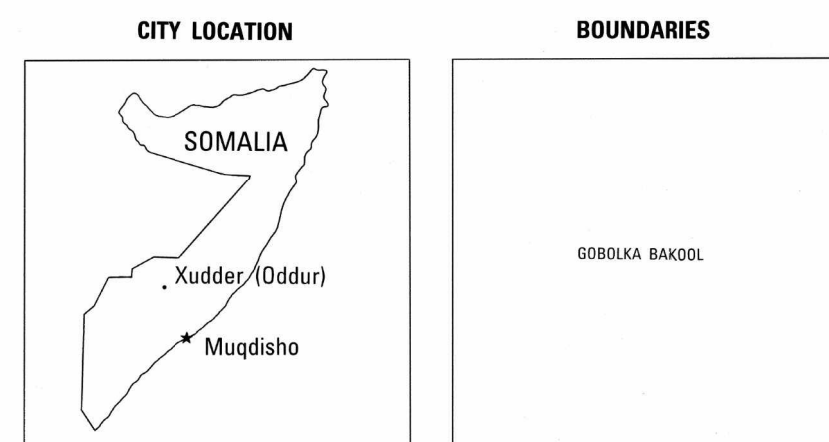 CITY LOCATION
BOUNDARIES
SOMALIA
Xudder (Oddur)
Muqdisho
GOBOLKA BAKOOL